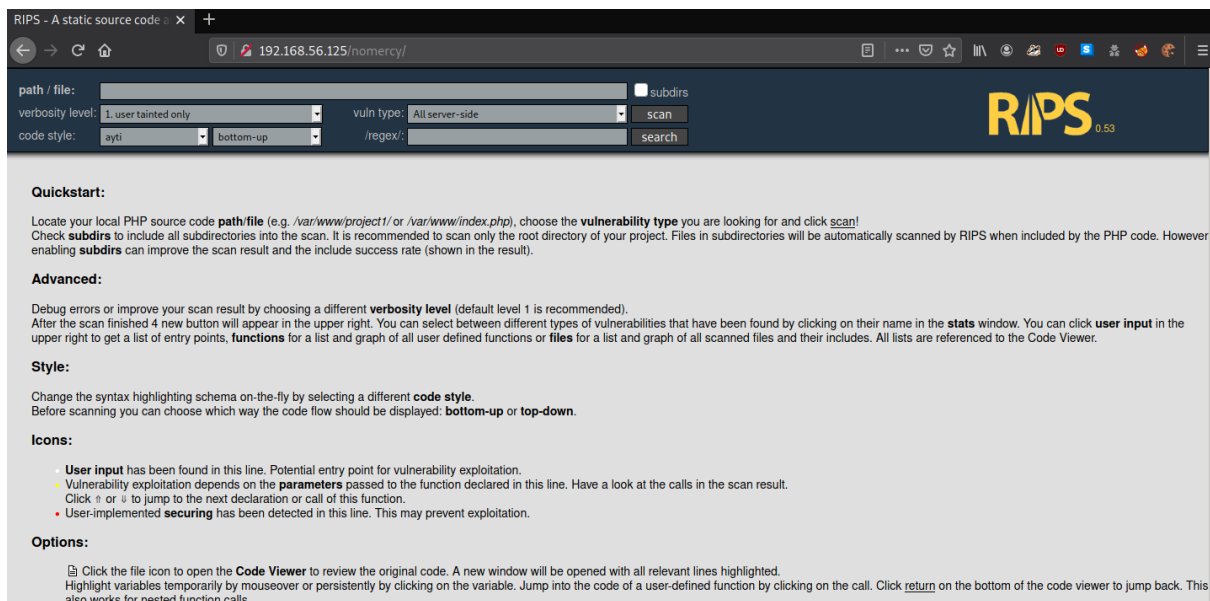 RIPS - A static source code a
192.168.56.125/nomercy/
path / file:
subdirs
verbosity level: 1. user tainted only vuln type: All server-side scan
code style: ayti bottom-up /regex/: search
RIPS 0.53
Quickstart:
Locate your local PHP source code path/file (e.g. /var/www/project1/ or /var/www/index.php), choose the vulnerability type you are looking for and click scan!
Check subdirs to include all subdirectories into the scan. It is recommended to scan only the root directory of your project. Files in subdirectories will be automatically scanned by RIPS when included by the PHP code. However
enabling subdirs can improve the scan result and the include success rate (shown in the result).
Advanced:
Debug errors or improve your scan result by choosing a different verbosity level (default level 1 is recommended).
After the scan finished 4 new button will appear in the upper right. You can select between different types of vulnerabilities that have been found by clicking on their name in the stats window. You can click user input in the
upper right to get a list of entry points, functions for a list and graph of all user defined functions or files for a list and graph of all scanned files and their includes. All lists are referenced to the Code Viewer.
Style:
Change the syntax highlighting schema on-the-fly by selecting a different code style.
Before scanning you can choose which way the code flow should be displayed: bottom-up or top-down.
Icons:
User input has been found in this line. Potential entry point for vulnerability exploitation.
Vulnerability exploitation depends on the parameters passed to the function declared in this line. Have a look at the calls in the scan result.
Click ⇑ or ⇓ to jump to the next declaration or call of this function.
User-implemented securing has been detected in this line. This may prevent exploitation.
Options:
Click the file icon to open the Code Viewer to review the original code. A new window will be opened with all relevant lines highlighted.
Highlight variables temporarily by mouseover or persistently by clicking on the variable. Jump into the code of a user-defined function by clicking on the call. Click return on the bottom of the code viewer to jump back. This
also works for nested function calls.